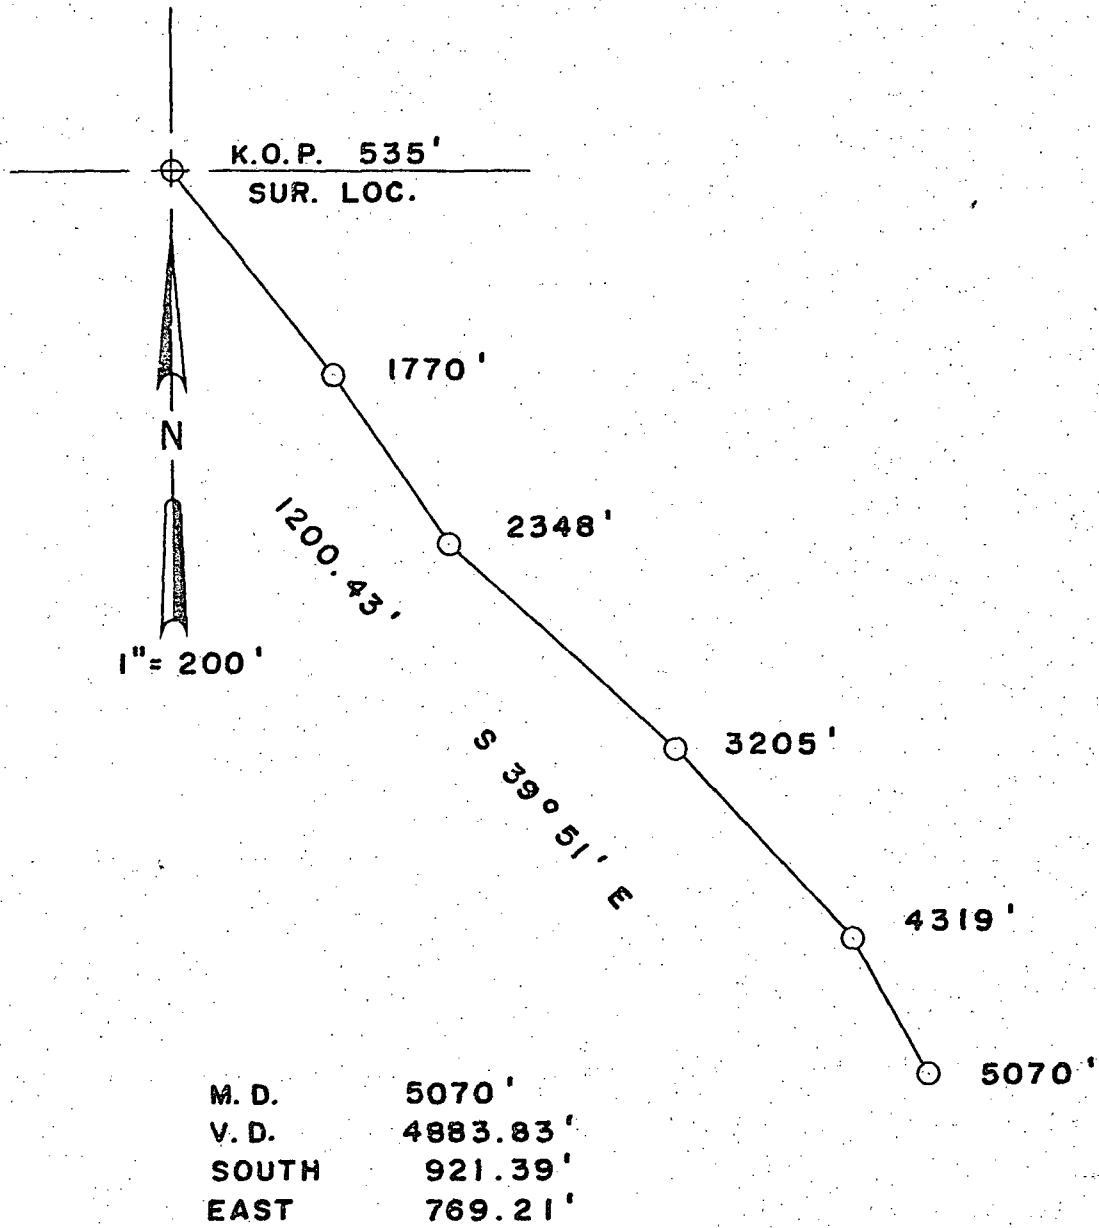 K.O.P. 535'
SUR. LOC.
1770'
N
2348'
1200.43'
1"= 200'
3205'
S 39° 51' E
4319'
5070'
M.D. 5070'
V.D. 4883.83'
SOUTH 921.39'
EAST 769.21'